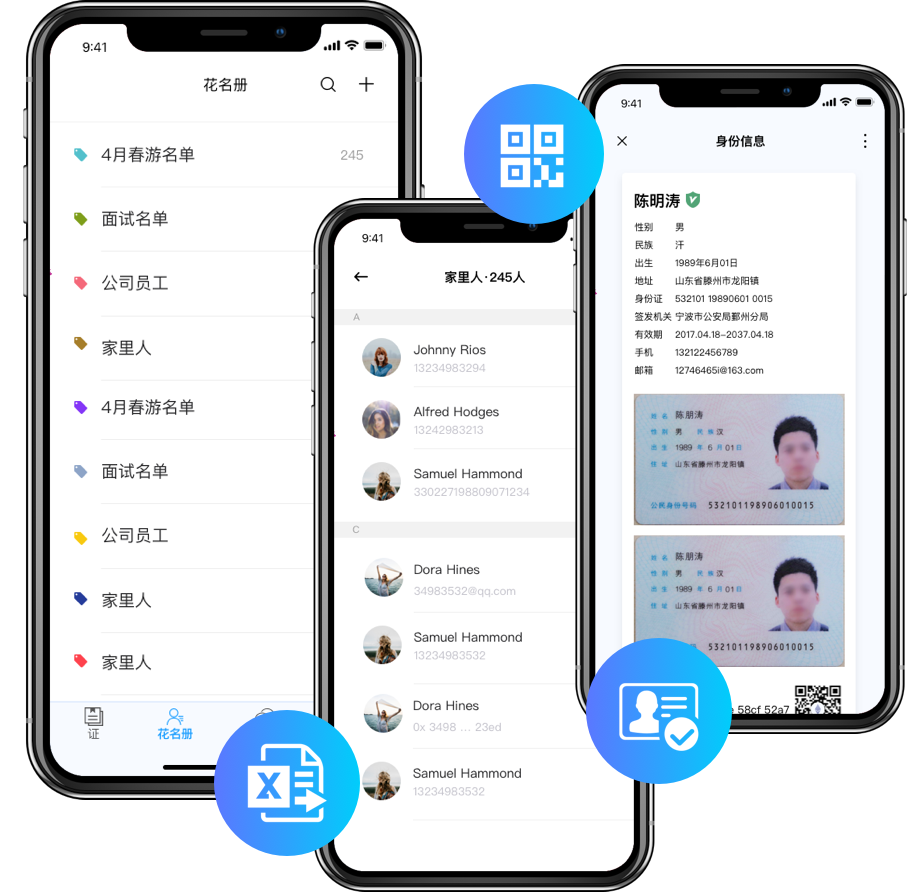 9:41
花名册
4月春游名单
245
面试名单
公司员工
家里人
4月春游名单
面试名单
公司员工
家里人
家里人
证
花名册
X
9:41
家里人·245人
A
Johnny Rios
13234983294
Alfred Hodges
13242983213
Samuel Hammond
330227198809071234
C
Dora Hines
34983532@qq.com
Samuel Hammond
13234983532
Dora Hines
0x 3498 ... 23ed
Samuel Hammond
13234983532
9:41
身份信息
陈明涛
性别 男
民族 汗
出生 1989年6月01日
地址 山东省滕州市龙阳镇
身份证 532101 19890601 0015
签发机关 宁波市公安局鄞州分局
有效期 2017.04.18-2037.04.18
手机 132122456789
邮箱 12746465i@163.com
姓名 陈朋涛
性别 男 民族 汉
出生 1989 年 6 月 01 日
住址 山东省滕州市龙阳镇
公民身份号码 532101198906010015
姓名 陈朋涛
性别 男 民族 汉
出生 1989 年 6 月 01 日
住址 山东省滕州市龙阳镇
532101198906010015
58cf 52a7